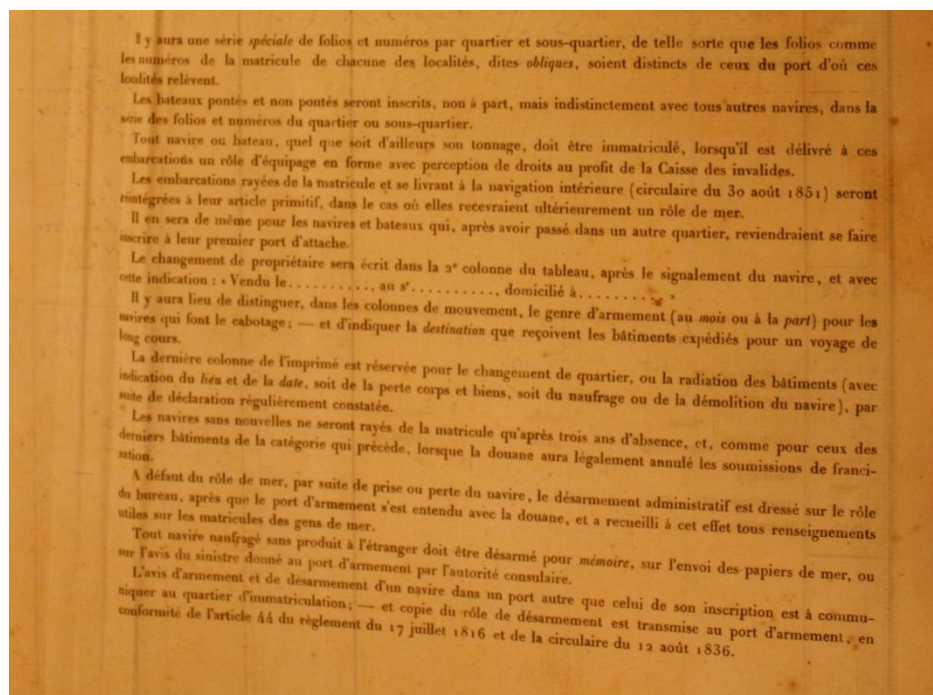 Il y aura une série spéciale de folios et numéros par quartier et sous-quartier, de telle sorte que les folios comme
les numéros de la matricule de chacune des localités, dites obliques, soient distincts de ceux du port d'où ces
localités relèvent.
Les bateaux pontés et non pontés seront inscrits, non à part, mais indistinctement avec tous autres navires, dans la
série des folios et numéros du quartier ou sous-quartier.
Tout navire ou bateau, quel que soit d'ailleurs son tonnage, doit être immatriculé, lorsqu'il est délivré à ces
embarcations un rôle d'équipage en forme avec perception de droits au profit de la Caisse des invalides.
Les embarcations rayées de la matricule et se livrant à la navigation intérieure (circulaire du 30 août 1851) seront
réintégrées à leur article primitif, dans le cas où elles recevraient ultérieurement un rôle de mer.
Il en sera de même pour les navires et bateaux qui, après avoir passé dans un autre quartier, reviendraient se faire
inscrire à leur premier port d'attache.
Le changement de propriétaire sera écrit dans la 2e colonne du tableau, après le signalement du navire, et avec
cette indication : « Vendu le.........., au sr.........., domicilié à......... »
Il y aura lieu de distinguer, dans les colonnes de mouvement, le genre d'armement (au mois ou à la part) pour les
navires qui font le cabotage; — et d'indiquer la destination que reçoivent les bâtiments expédiés pour un voyage de
long cours.
La dernière colonne de l'imprimé est réservée pour le changement de quartier, ou la radiation des bâtiments (avec
indication du lieu et de la date, soit de la perte corps et biens, soit du naufrage ou de la démolition du navire), par
suite de déclaration régulièrement constatée.
Les navires sans nouvelles ne seront rayés de la matricule qu'après trois ans d'absence, et, comme pour ceux des
derniers bâtiments de la catégorie qui précède, lorsque la douane aura légalement annulé les soumissions de franci-
sation.
A défaut du rôle de mer, par suite de prise ou perte du navire, le désarmement administratif est dressé sur le rôle
du bureau, après que le port d'armement s'est entendu avec la douane, et a recueilli à cet effet tous renseignements
utiles sur les matricules des gens de mer.
Tout navire naufragé sans produit à l'étranger doit être désarmé pour mémoire, sur l'envoi des papiers de mer, ou
sur l'avis du sinistre donné au port d'armement par l'autorité consulaire.
L'avis d'armement et de désarmement d'un navire dans un port autre que celui de son inscription est à commu-
niquer au quartier d'immatriculation; — et copie du rôle de désarmement est transmise au port d'armement, en
conformité de l'article 44 du règlement du 17 juillet 1816 et de la circulaire du 12 août 1836.